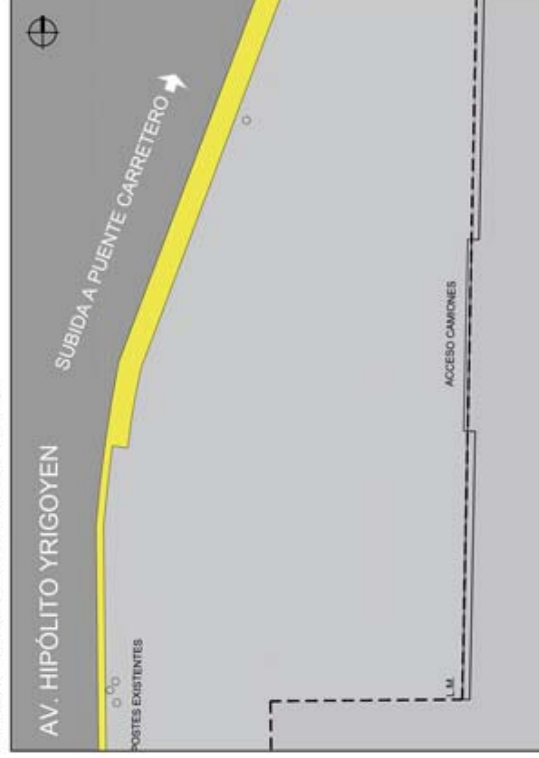 SUBIDA A PUENTE CARRETERO
AV. HIPÓLITO YRIGOYEN
ACCESO CAMIONES
POSTES EXISTENTES
L.M.